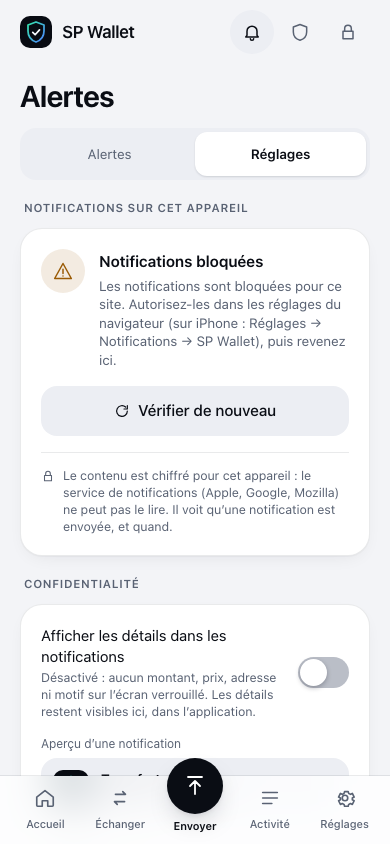 SP Wallet
Alertes
Alertes
Réglages
NOTIFICATIONS SUR CET APPAREIL
Notifications bloquées
Les notifications sont bloquées pour ce
site. Autorisez-les dans les réglages du
navigateur (sur iPhone : Réglages →
Notifications → SP Wallet), puis revenez
ici.
Vérifier de nouveau
Le contenu est chiffré pour cet appareil : le
service de notifications (Apple, Google, Mozilla)
ne peut pas le lire. Il voit qu’une notification est
envoyée, et quand.
CONFIDENTIALITÉ
Afficher les détails dans les
notifications
Désactivé : aucun montant, prix, adresse
ni motif sur l’écran verrouillé. Les détails
restent visibles ici, dans l’application.
Aperçu d’une notification
Accueil
Échanger
Envoyer
Activité
Réglages